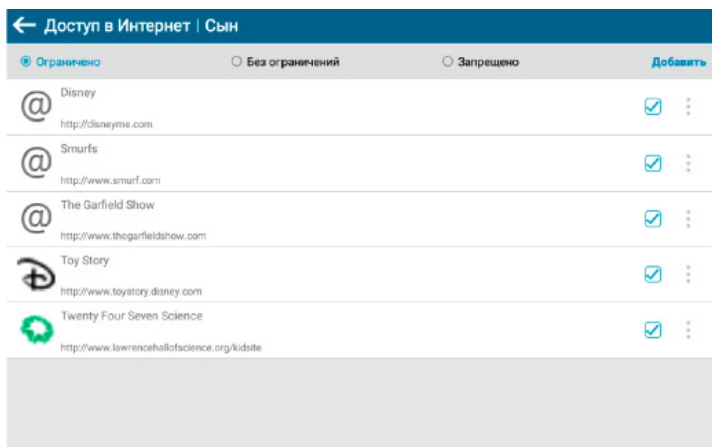 Доступ в Интернет | Сын
Ограничено Без ограничений Запрещено Добавить
Disney
http://disneyme.com
Smurfs
http://www.smurf.com
The Garfield Show
http://www.thegarfieldshow.com
Toy Story
http://www.toystory.disney.com
Twenty Four Seven Science
http://www.lawrencehallofscience.org/kidsite